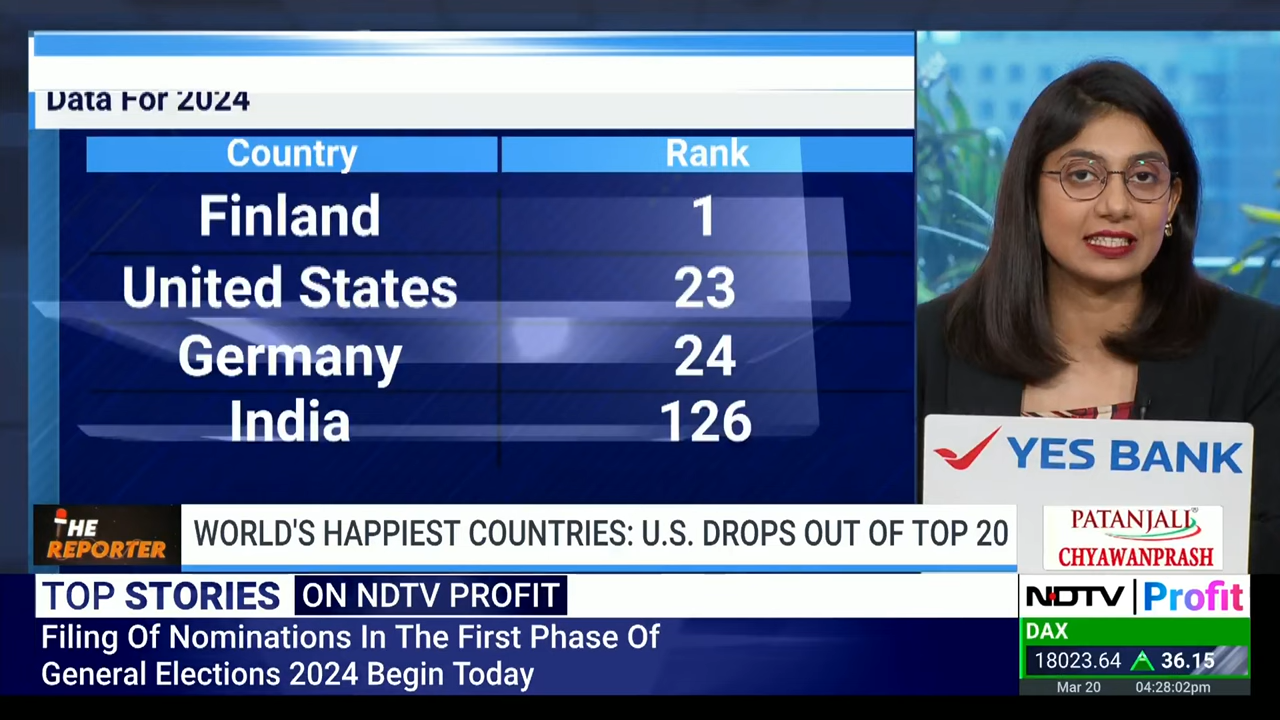 Data For 2024
Country Rank
Finland 1
United States 23
Germany 24
India 126
YES BANK
THE
REPORTER
WORLD'S HAPPIEST COUNTRIES: U.S. DROPS OUT OF TOP 20
PATANJALI
CHYAWANPRASH
TOP STORIES ON NDTV PROFIT
NDTV Profit
Filing Of Nominations In The First Phase Of
General Elections 2024 Begin Today
DAX
18023.64 36.15
Mar 20 04:28:02pm